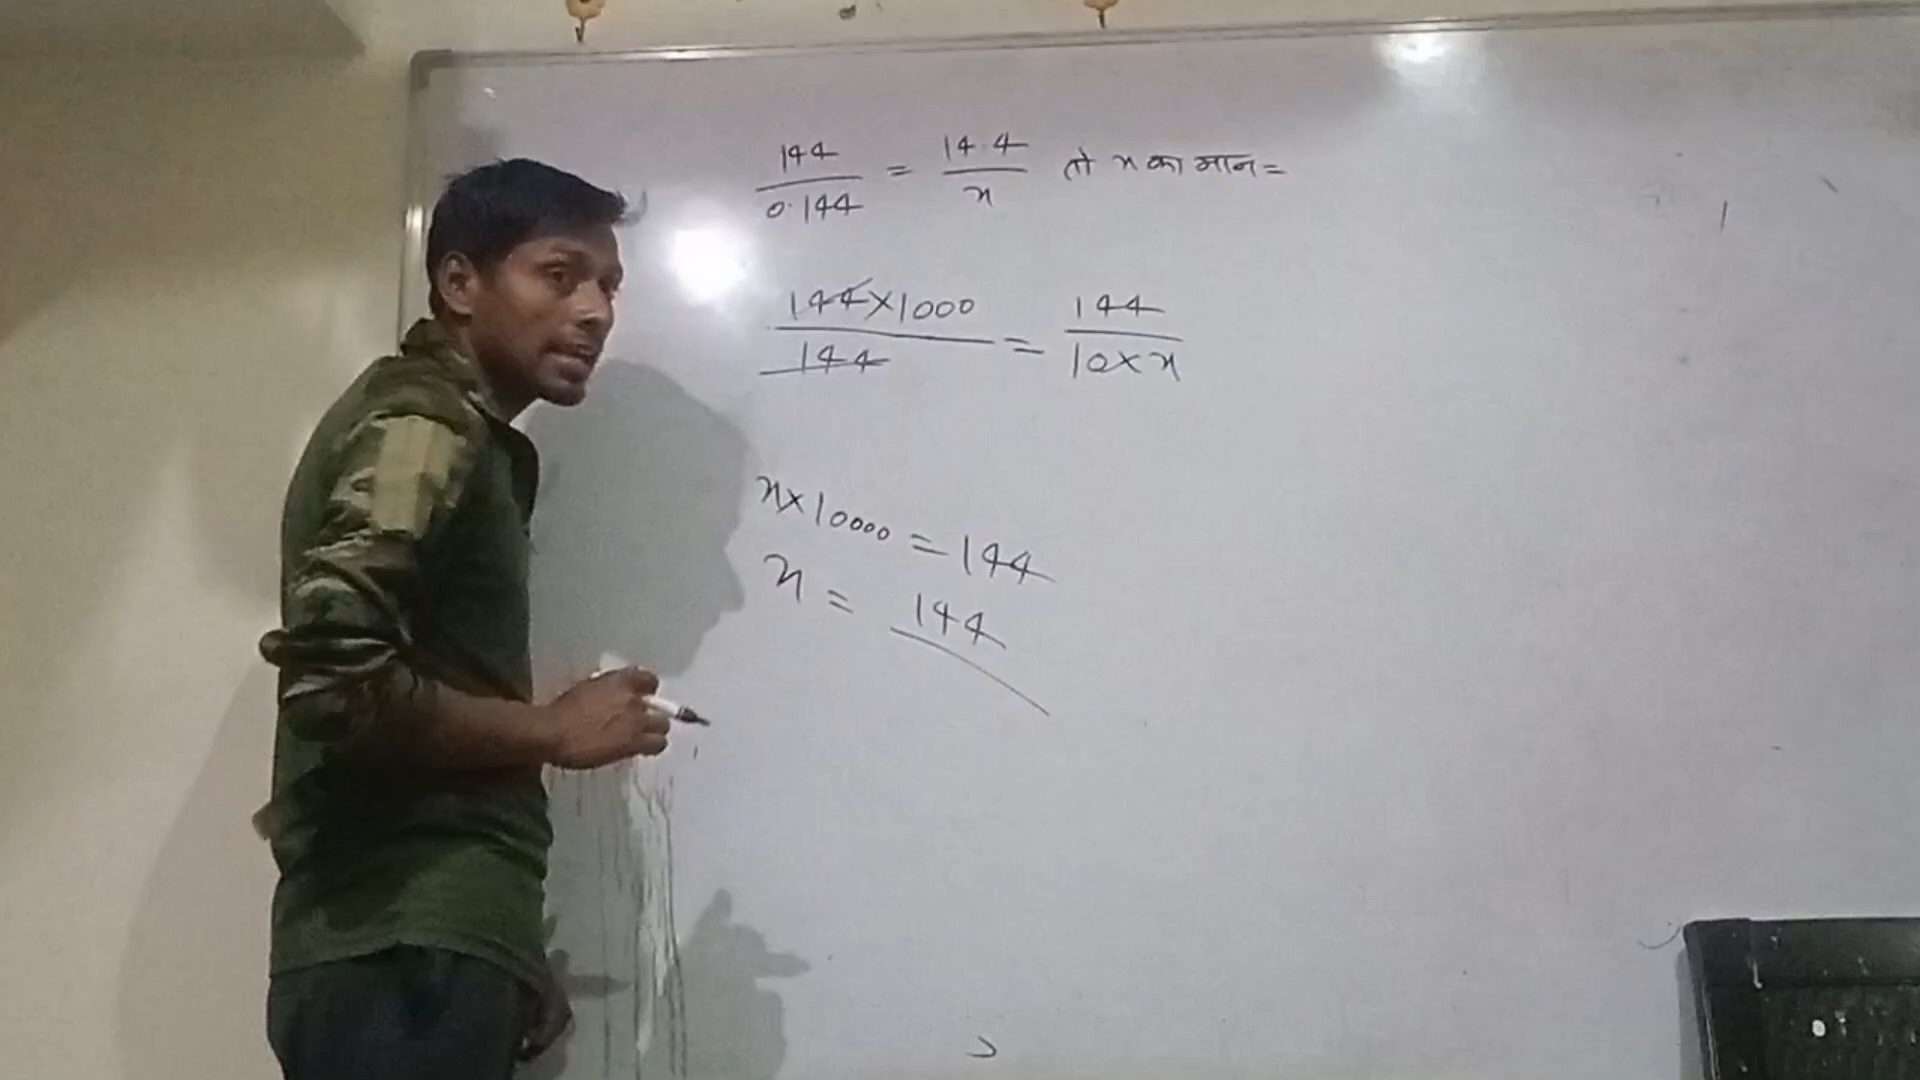 144/0.144 = 14.4/x तो x का मान =
144×1000/144 = 144/10×x
x×10000 = 144
x = 144/